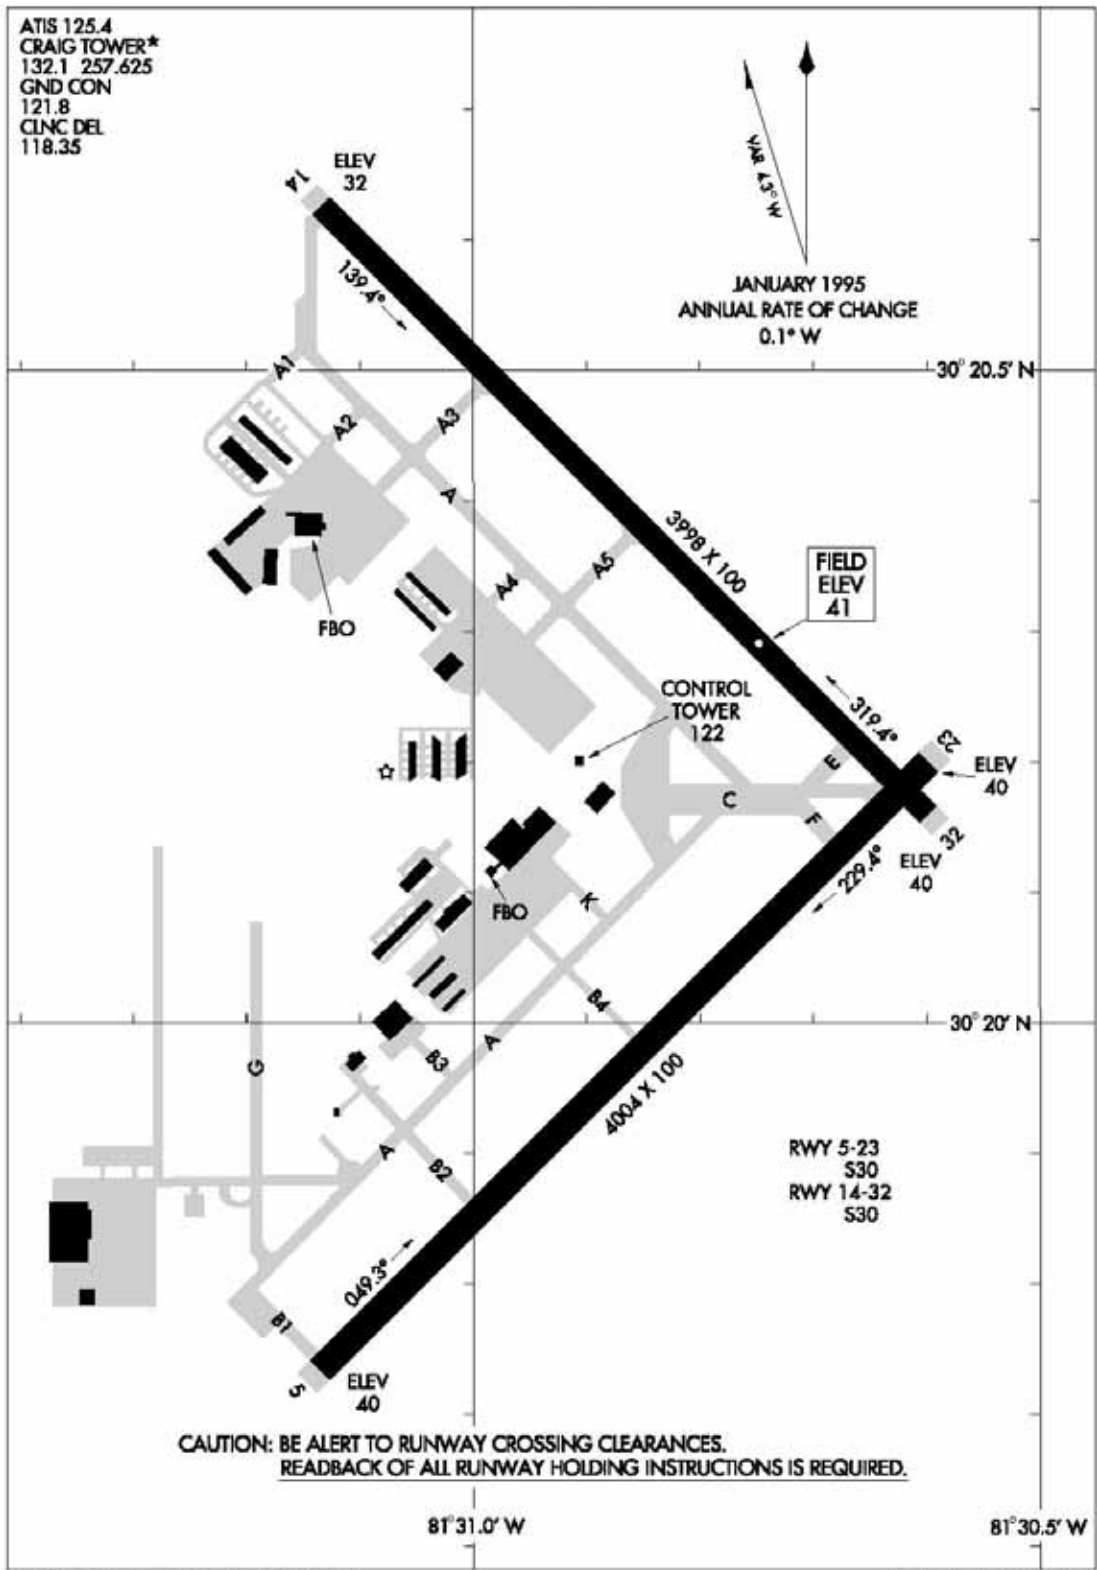 ATIS 125.4
CRAIG TOWER*
132.1 257.625
GND CON
121.8
CLNC DEL
118.35
VAR 4.3° W
JANUARY 1995
ANNUAL RATE OF CHANGE
0.1° W
14
ELEV
32
139.4°
30° 20.5' N
A1
A2
A3
A
3998 X 100
A5
A4
FIELD
ELEV
41
FBO
CONTROL
TOWER
122
319.4°
23
E
ELEV
40
C
F
32
ELEV
40
229.4°
FBO
K
B4
30° 20' N
A
B3
G
4004 X 100
A
B2
RWY 5-23
S30
RWY 14-32
S30
049.3°
B1
5
ELEV
40
CAUTION: BE ALERT TO RUNWAY CROSSING CLEARANCES.
READBACK OF ALL RUNWAY HOLDING INSTRUCTIONS IS REQUIRED.
81°31.0' W
81°30.5' W